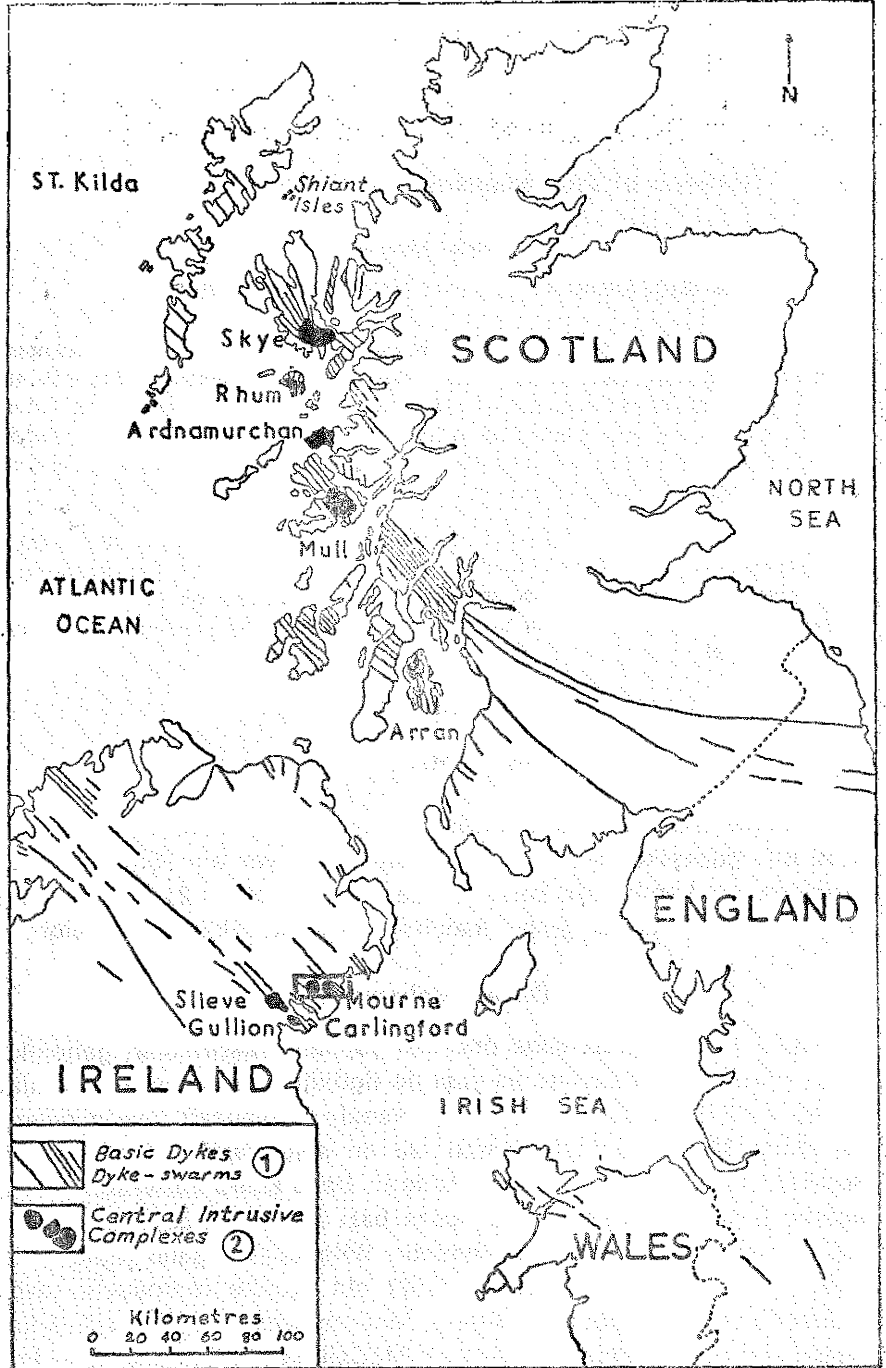 N
ST. Kilda
Shiant
Isles
Skye
SCOTLAND
Rhum
Ardnamurchan
NORTH
SEA
Mull
ATLANTIC
OCEAN
Arran
ENGLAND
Slieve
Gullion
Mourne
Carlingford
IRELAND
IRISH SEA
Basic Dykes
Dyke-swarms
1
Central Intrusive
Complexes
2
WALES
Kilometres
0 20 40 60 80 100